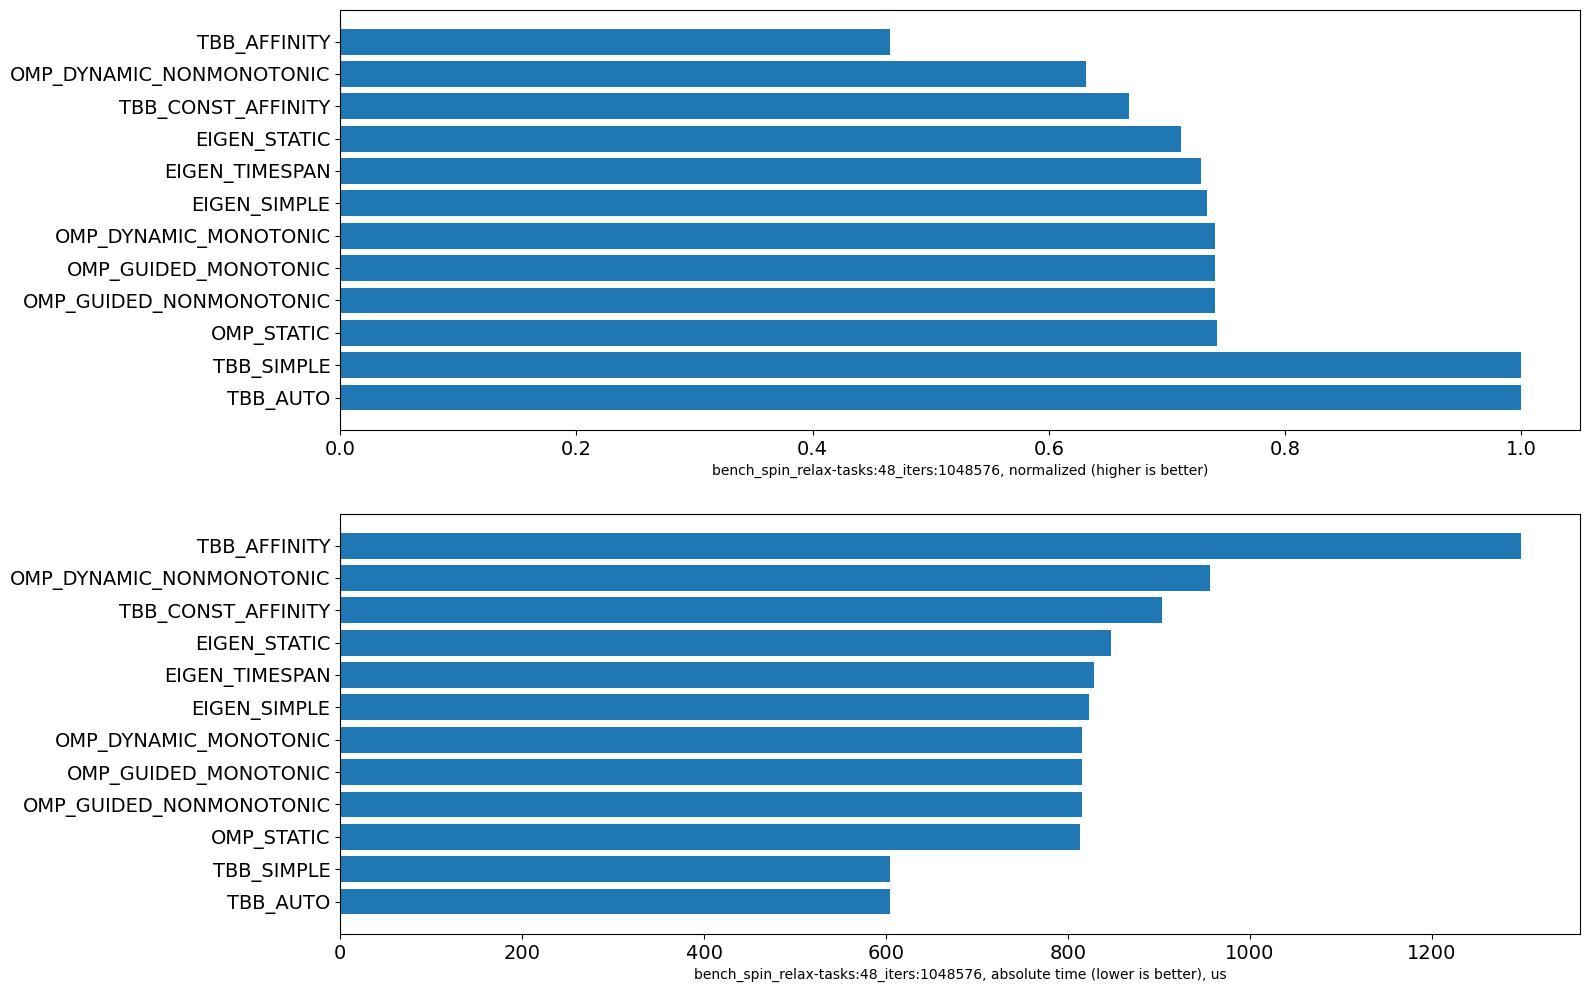 TBB_AFFINITY
OMP_DYNAMIC_NONMONOTONIC
TBB_CONST_AFFINITY
EIGEN_STATIC
EIGEN_TIMESPAN
EIGEN_SIMPLE
OMP_DYNAMIC_MONOTONIC
OMP_GUIDED_MONOTONIC
OMP_GUIDED_NONMONOTONIC
OMP_STATIC
TBB_SIMPLE
TBB_AUTO
0.0 0.2 0.4 0.6 0.8 1.0
bench_spin_relax-tasks:48_iters:1048576, normalized (higher is better)
TBB_AFFINITY
OMP_DYNAMIC_NONMONOTONIC
TBB_CONST_AFFINITY
EIGEN_STATIC
EIGEN_TIMESPAN
EIGEN_SIMPLE
OMP_DYNAMIC_MONOTONIC
OMP_GUIDED_MONOTONIC
OMP_GUIDED_NONMONOTONIC
OMP_STATIC
TBB_SIMPLE
TBB_AUTO
0 200 400 600 800 1000 1200
bench_spin_relax-tasks:48_iters:1048576, absolute time (lower is better), us